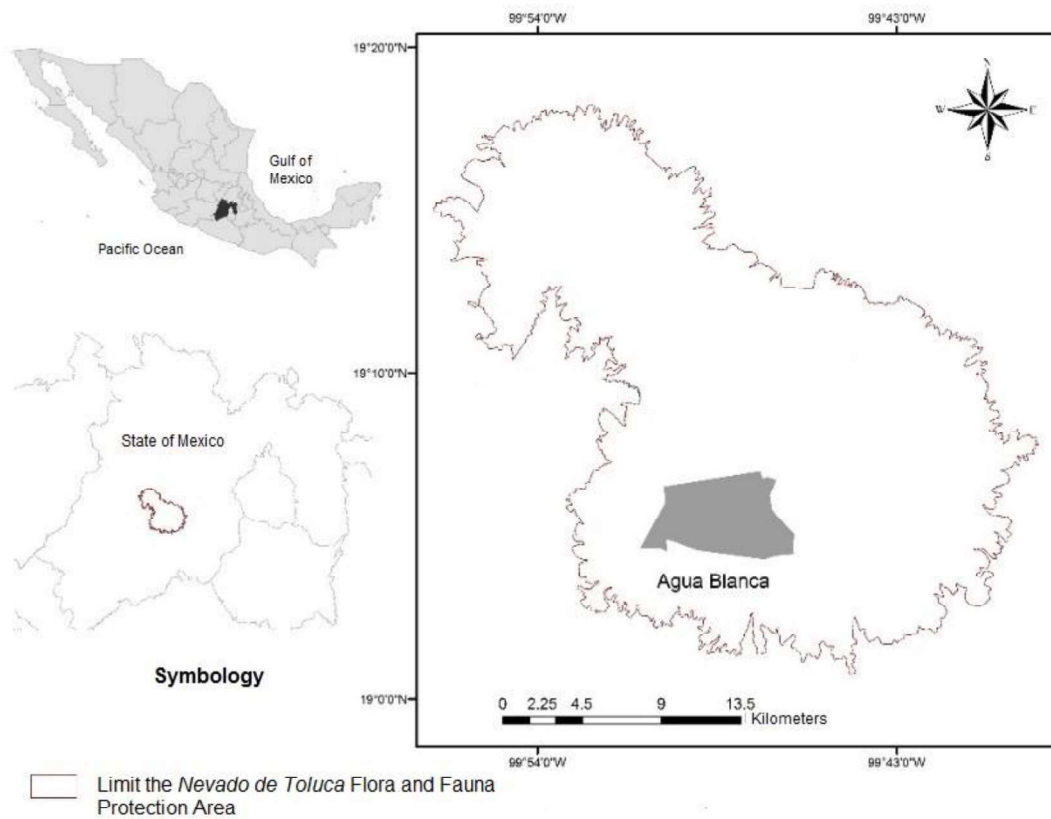 99°54'0"W
99°43'0"W
19°20'0"N
N
W
E
S
Gulf of
Mexico
Pacific Ocean
19°10'0"N
State of Mexico
Agua Blanca
Symbology
19°0'0"N
0 2.25 4.5 9 13.5
Kilometers
99°54'0"W
99°43'0"W
Limit the Nevado de Toluca Flora and Fauna
Protection Area